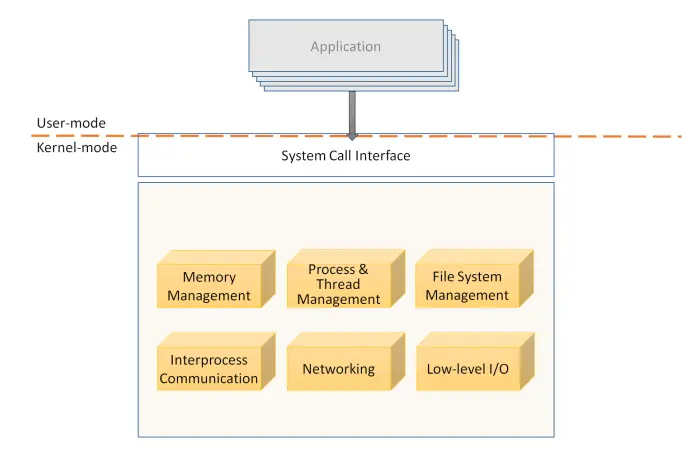 Application
User-mode
Kernel-mode
System Call Interface
Memory
Management
Process &
Thread
Management
File System
Management
Interprocess
Communication
Networking
Low-level I/O